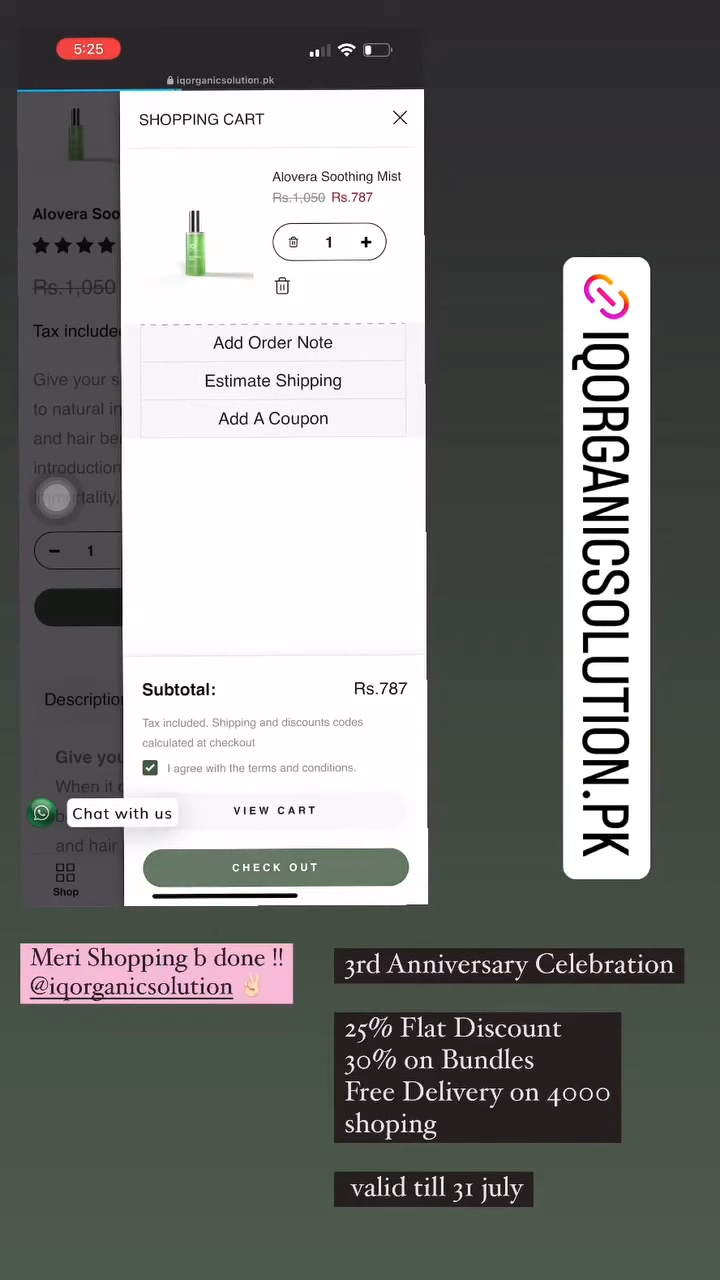 5:25
iqorganicsolution.pk
SHOPPING CART
Alovera Soothing Mist
Rs.1,050 Rs.787
1
Add Order Note
Estimate Shipping
Add A Coupon
Alovera Soo
Rs.1,050
Tax include
Give your s
to natural in
and hair be
introduction
immortality,
1
Descriptio
Give you
When it c
and hair
Subtotal: Rs.787
Tax included. Shipping and discounts codes
calculated at checkout
I agree with the terms and conditions.
VIEW CART
Chat with us
CHECK OUT
Shop
IQORGANICSOLUTION.PK
Meri Shopping b done !!
@iqorganicsolution ✌🏻
3rd Anniversary Celebration
25% Flat Discount
30% on Bundles
Free Delivery on 4000
shoping
valid till 31 july